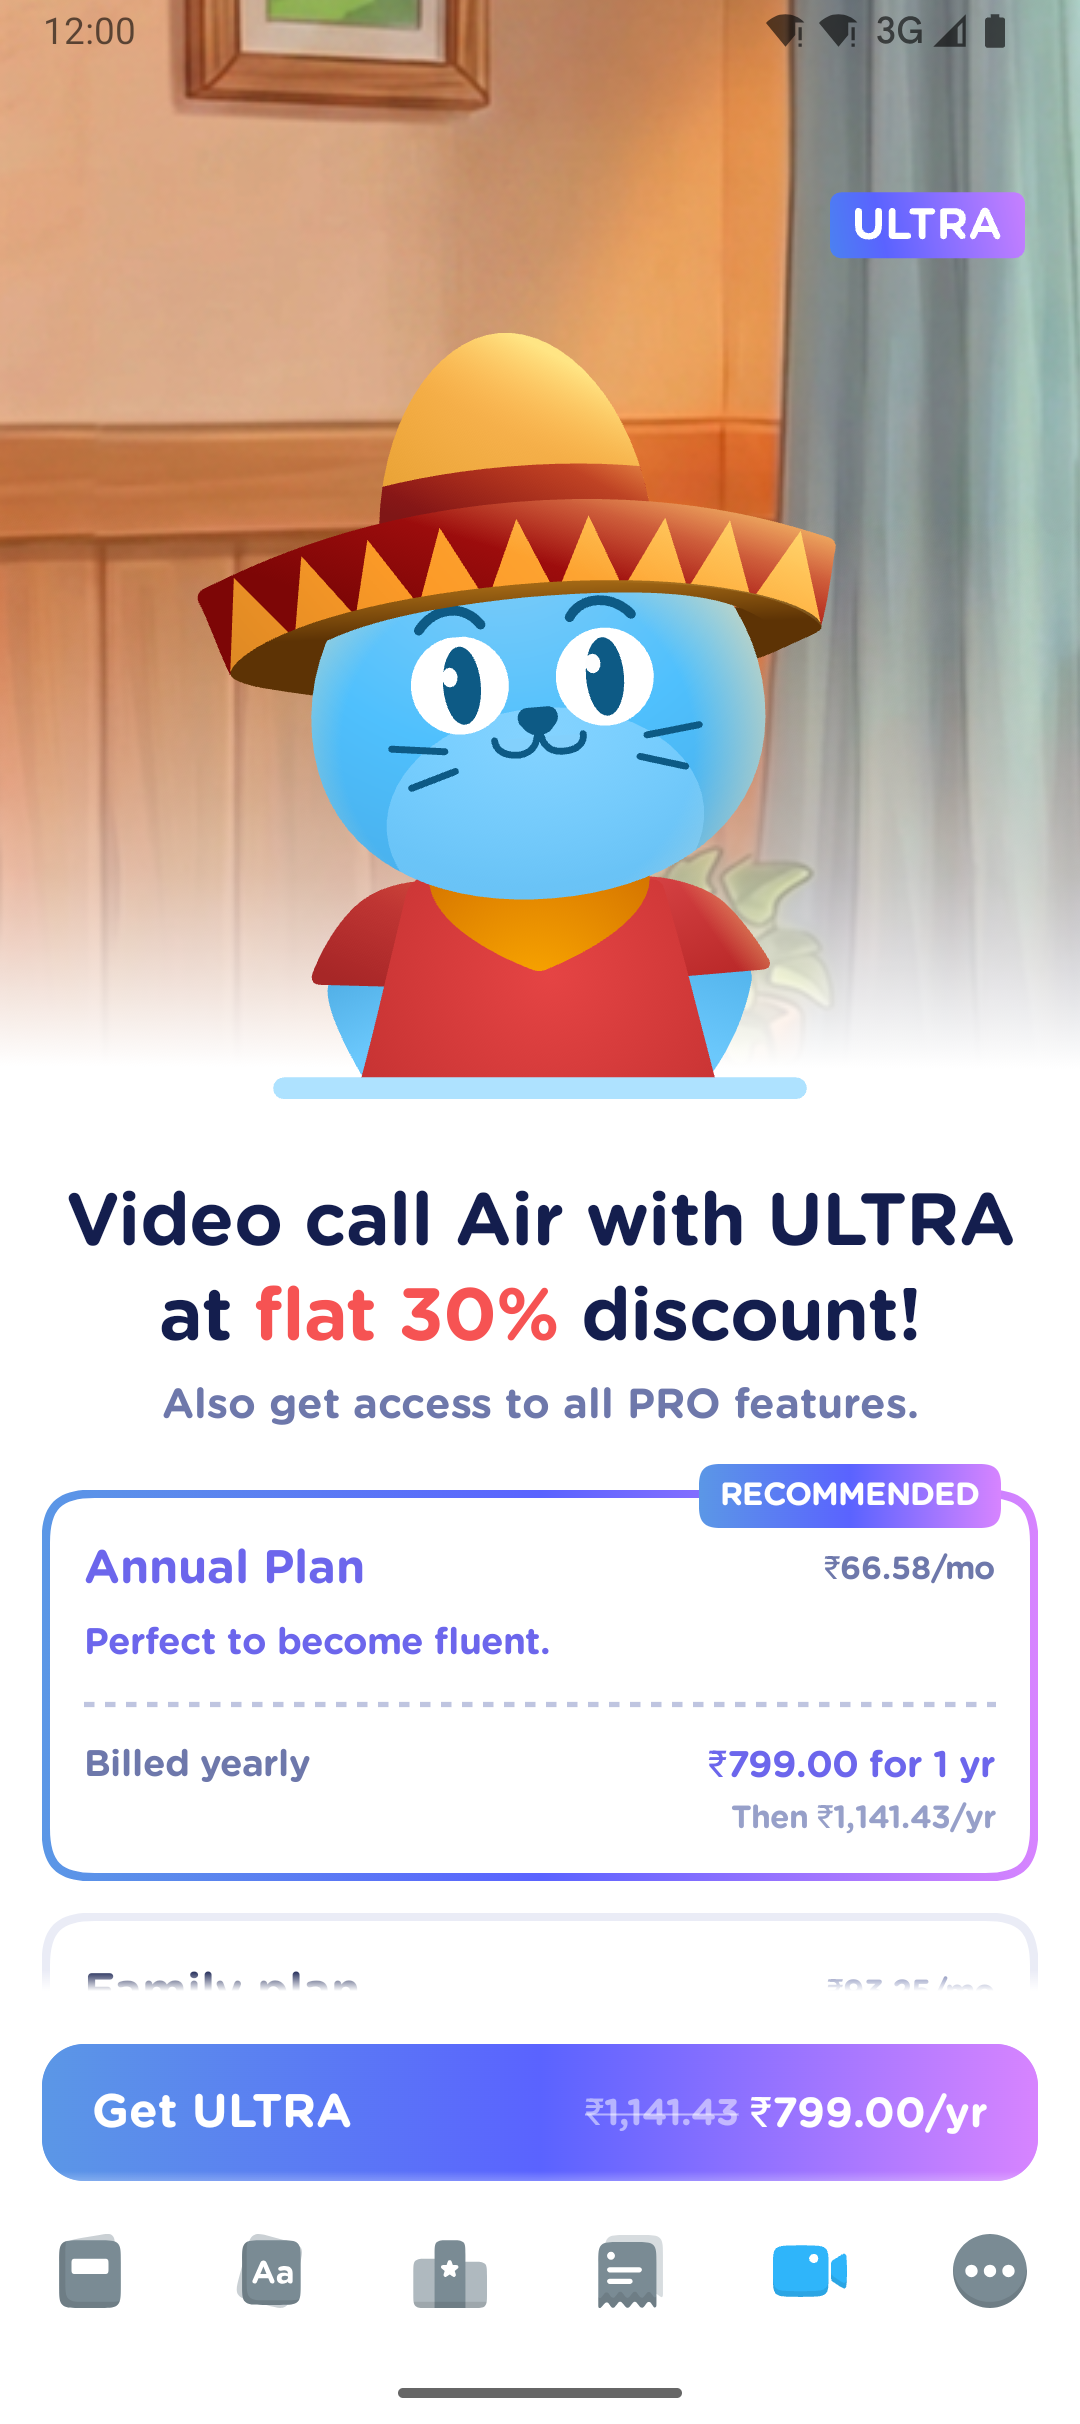 12:00
3G
ULTRA
Video call Air with ULTRA
at flat 30% discount!
Also get access to all PRO features.
RECOMMENDED
Annual Plan
₹66.58/mo
Perfect to become fluent.
Billed yearly
₹799.00 for 1 yr
Then ₹1,141.43/yr
Family plan
Get ULTRA
₹1,141.43 ₹799.00/yr
Aa